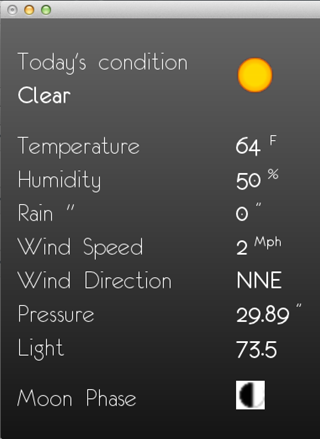 Today's condition
Clear
Temperature 64 F
Humidity 50 %
Rain " 0 "
Wind Speed 2 Mph
Wind Direction NNE
Pressure 29.89 "
Light 73.5
Moon Phase